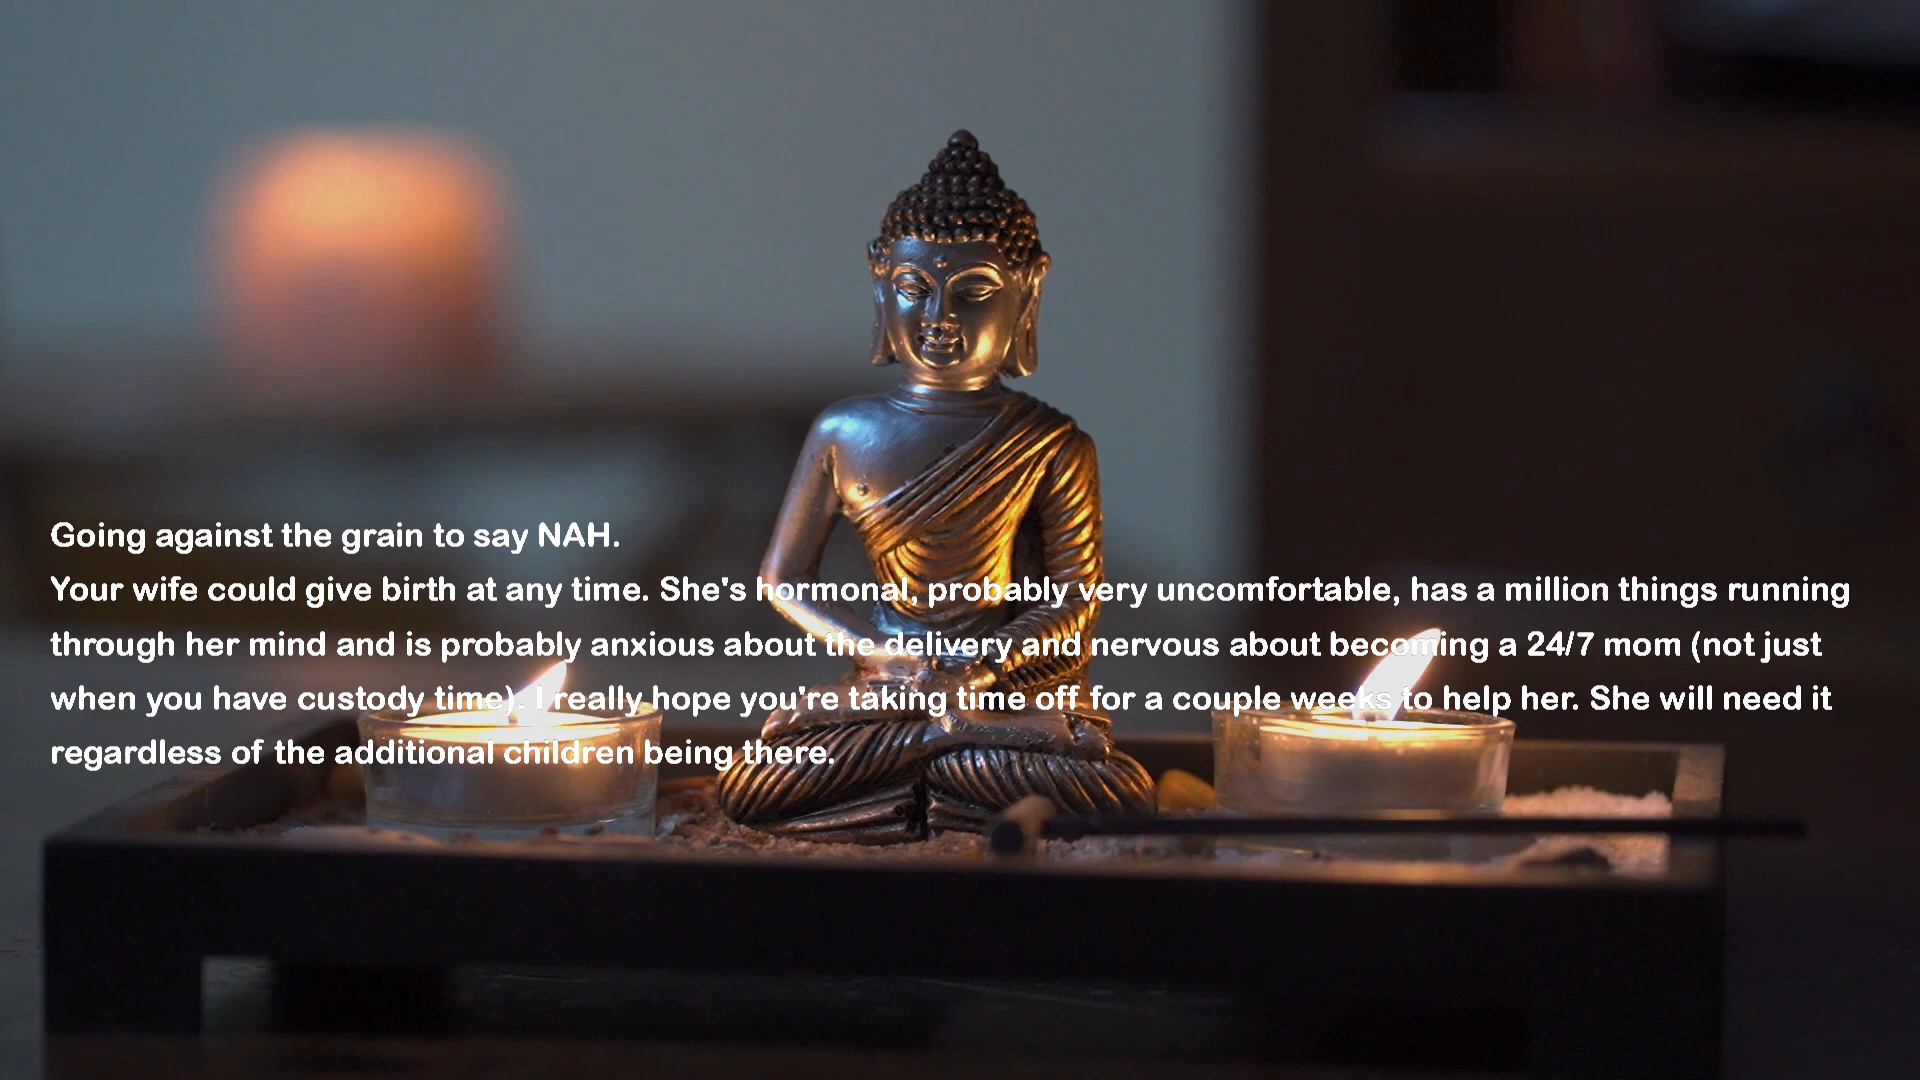 Going against the grain to say NAH.
Your wife could give birth at any time. She's hormonal, probably very uncomfortable, has a million things running
through her mind and is probably anxious about the delivery and nervous about becoming a 24/7 mom (not just
when you have custody time). I really hope you're taking time off for a couple weeks to help her. She will need it
regardless of the additional children being there.